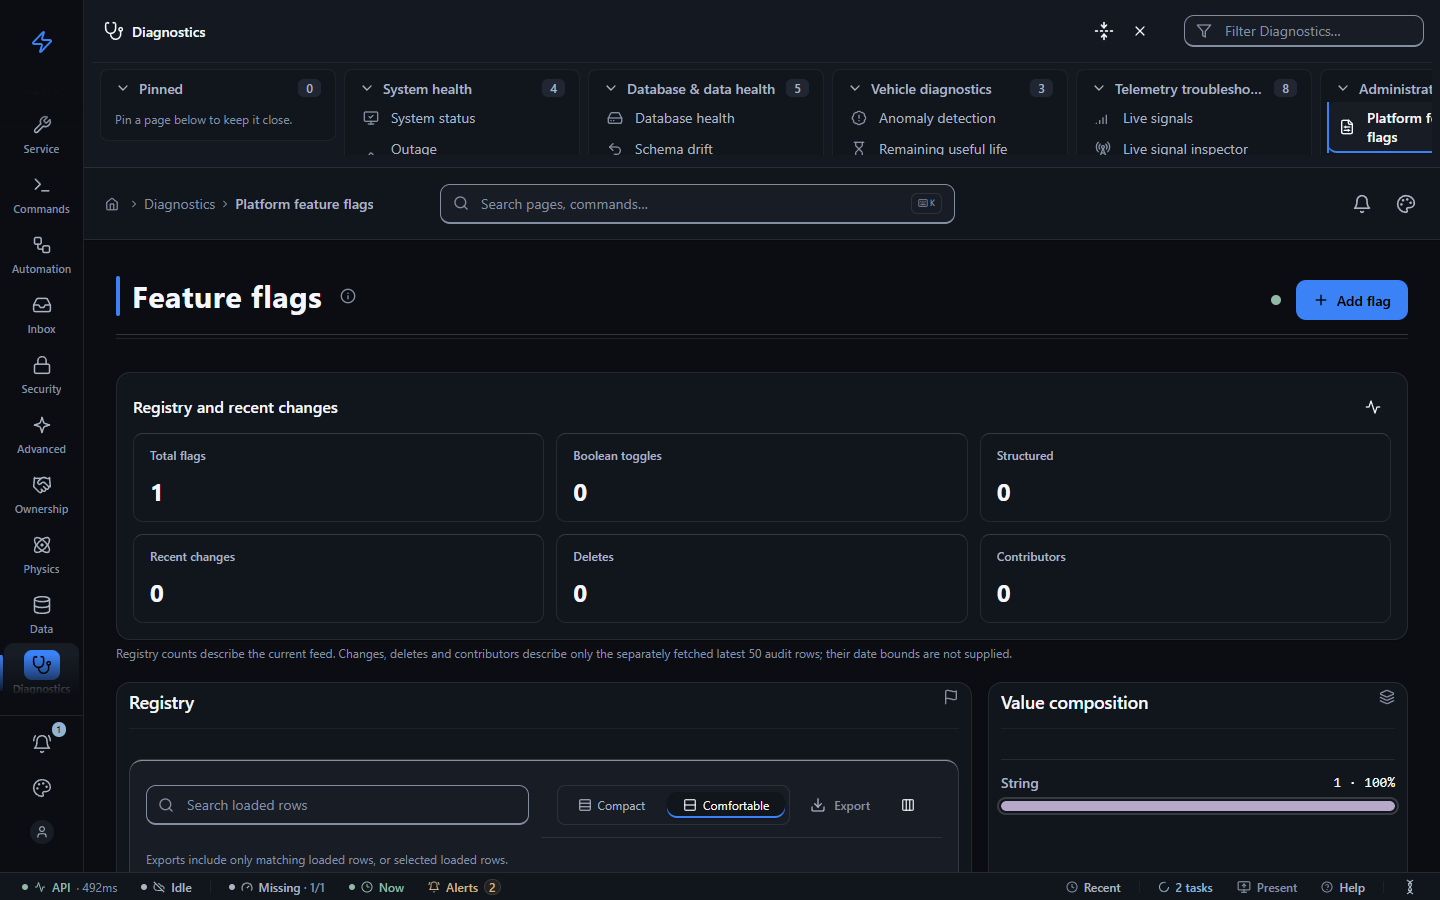 Diagnostics
Filter Diagnostics...
Pinned 0
Pin a page below to keep it close.
System health 4
System status
Outage
Database & data health 5
Database health
Schema drift
Vehicle diagnostics 3
Anomaly detection
Remaining useful life
Telemetry troublesho... 8
Live signals
Live signal inspector
Administrat
Platform f
flags
Service
Commands
Automation
Inbox
Security
Advanced
Ownership
Physics
Data
Diagnostics
1
Diagnostics
Platform feature flags
Search pages, commands...
K
Feature flags
Add flag
Registry and recent changes
Total flags
1
Boolean toggles
0
Structured
0
Recent changes
0
Deletes
0
Contributors
0
Registry counts describe the current feed. Changes, deletes and contributors describe only the separately fetched latest 50 audit rows; their date bounds are not supplied.
Registry
Search loaded rows
Compact
Comfortable
Export
Exports include only matching loaded rows, or selected loaded rows.
Value composition
String
1 · 100%
API · 492ms
Idle
Missing · 1/1
Now
Alerts 2
Recent
2 tasks
Present
Help